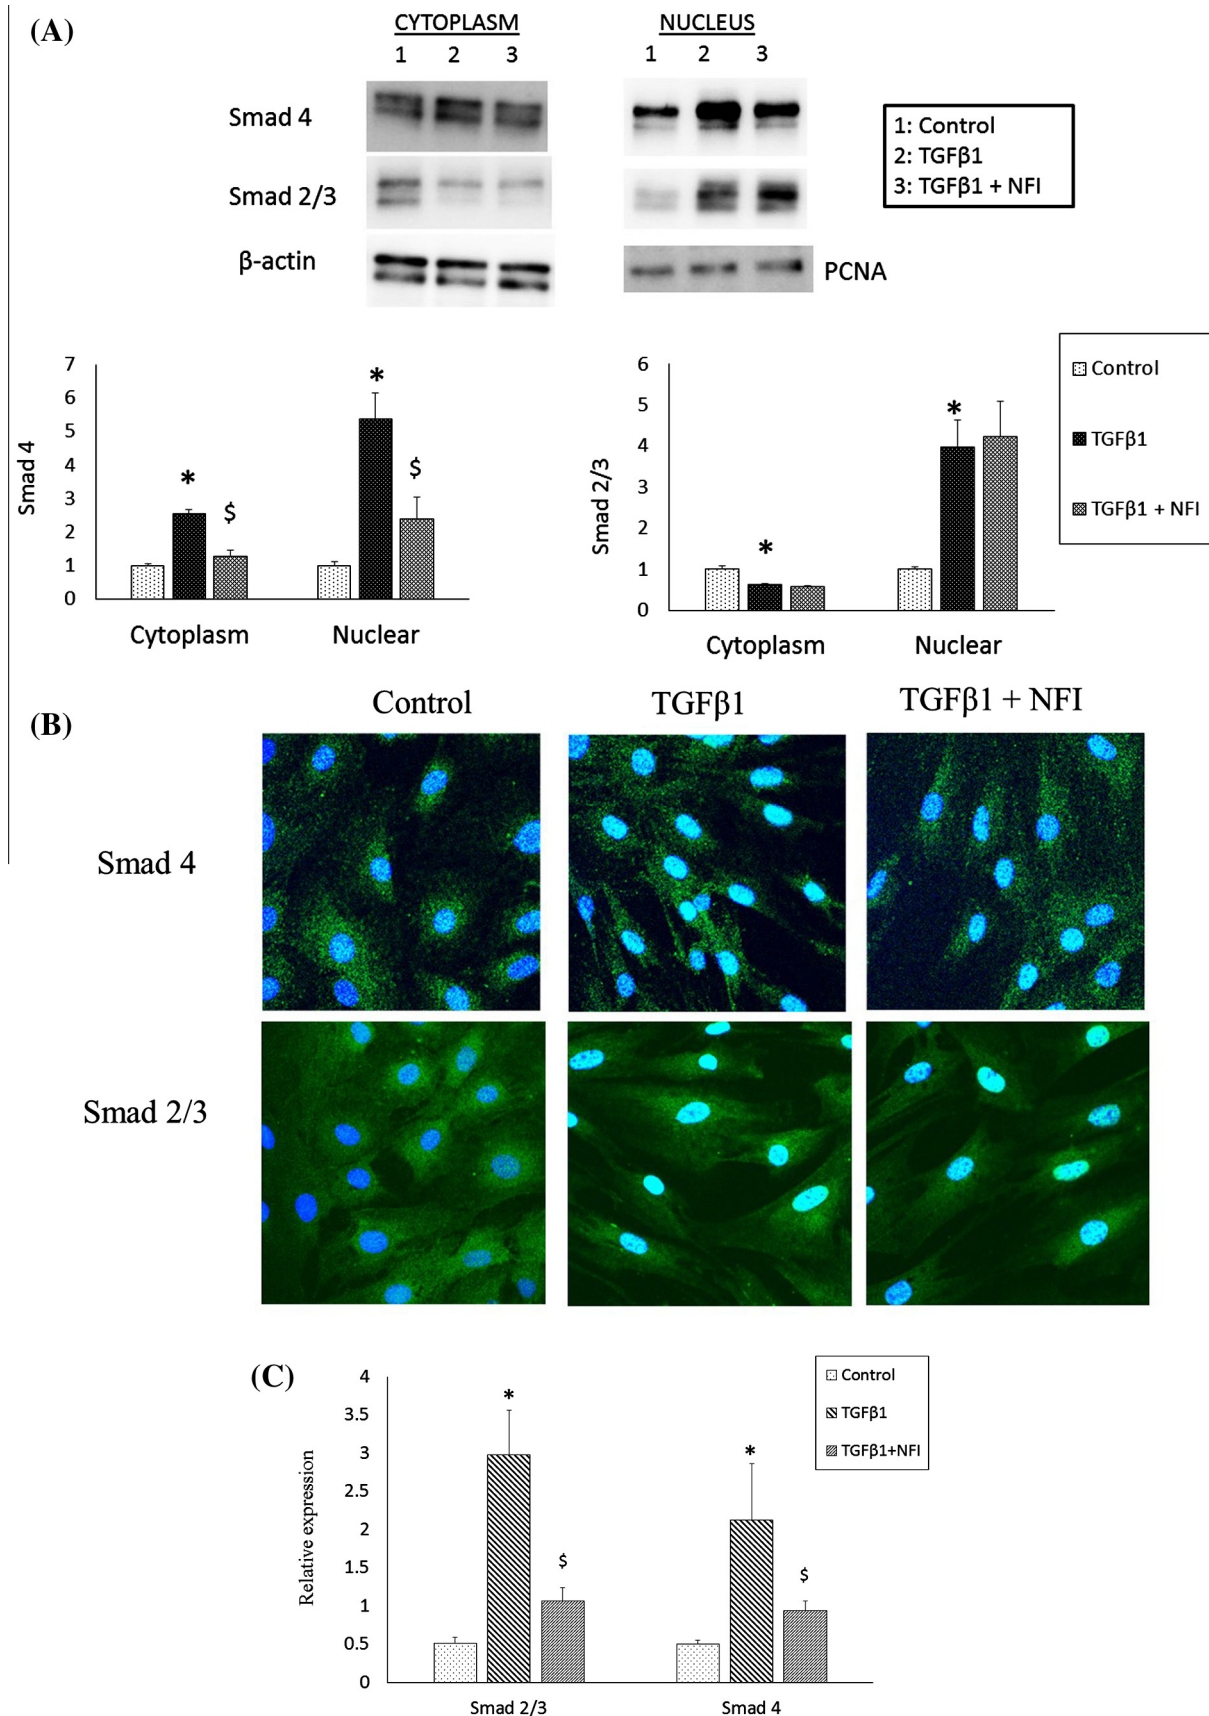 (A)
CYTOPLASM
NUCLEUS
1 2 3
1 2 3
Smad 4
Smad 2/3
β-actin
PCNA
1: Control
2: TGFβ1
3: TGFβ1 + NFI
7
6
5
4
3
2
1
0
Smad 4
*
$
*
$
Cytoplasm
Nuclear
6
5
4
3
2
1
0
Smad 2/3
*
*
Cytoplasm
Nuclear
Control
TGFβ1
TGFβ1 + NFI
(B)
Control
TGFβ1
TGFβ1 + NFI
Smad 4
Smad 2/3
(C)
4
3.5
3
2.5
2
1.5
1
0.5
0
Relative expression
*
$
*
$
Smad 2/3
Smad 4
Control
TGFβ1
TGFβ1+NFI